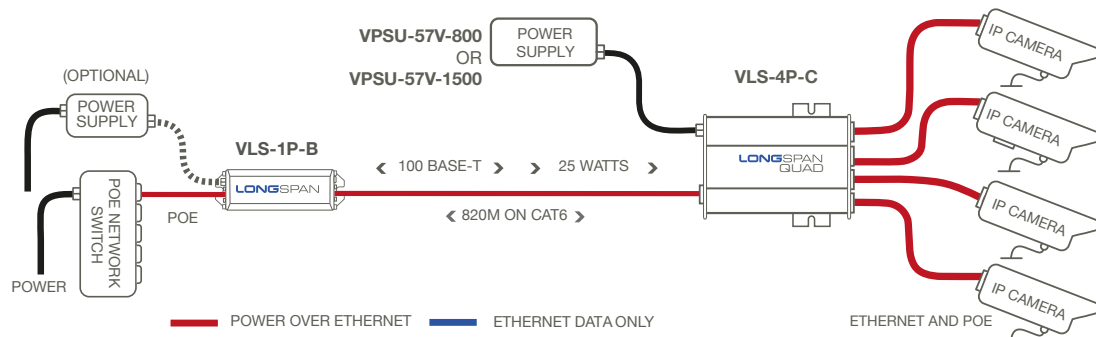 VPSU-57V-800
OR
VPSU-57V-1500
POWER
SUPPLY
VLS-4P-C
IP CAMERA
IP CAMERA
IP CAMERA
IP CAMERA
(OPTIONAL)
POWER
SUPPLY
VLS-1P-B
100 BASE-T
25 WATTS
LONGSPAN
LONGSPAN
QUAD
POE NETWORK
SWITCH
POE
820M ON CAT6
POWER
POWER OVER ETHERNET
ETHERNET DATA ONLY
ETHERNET AND POE